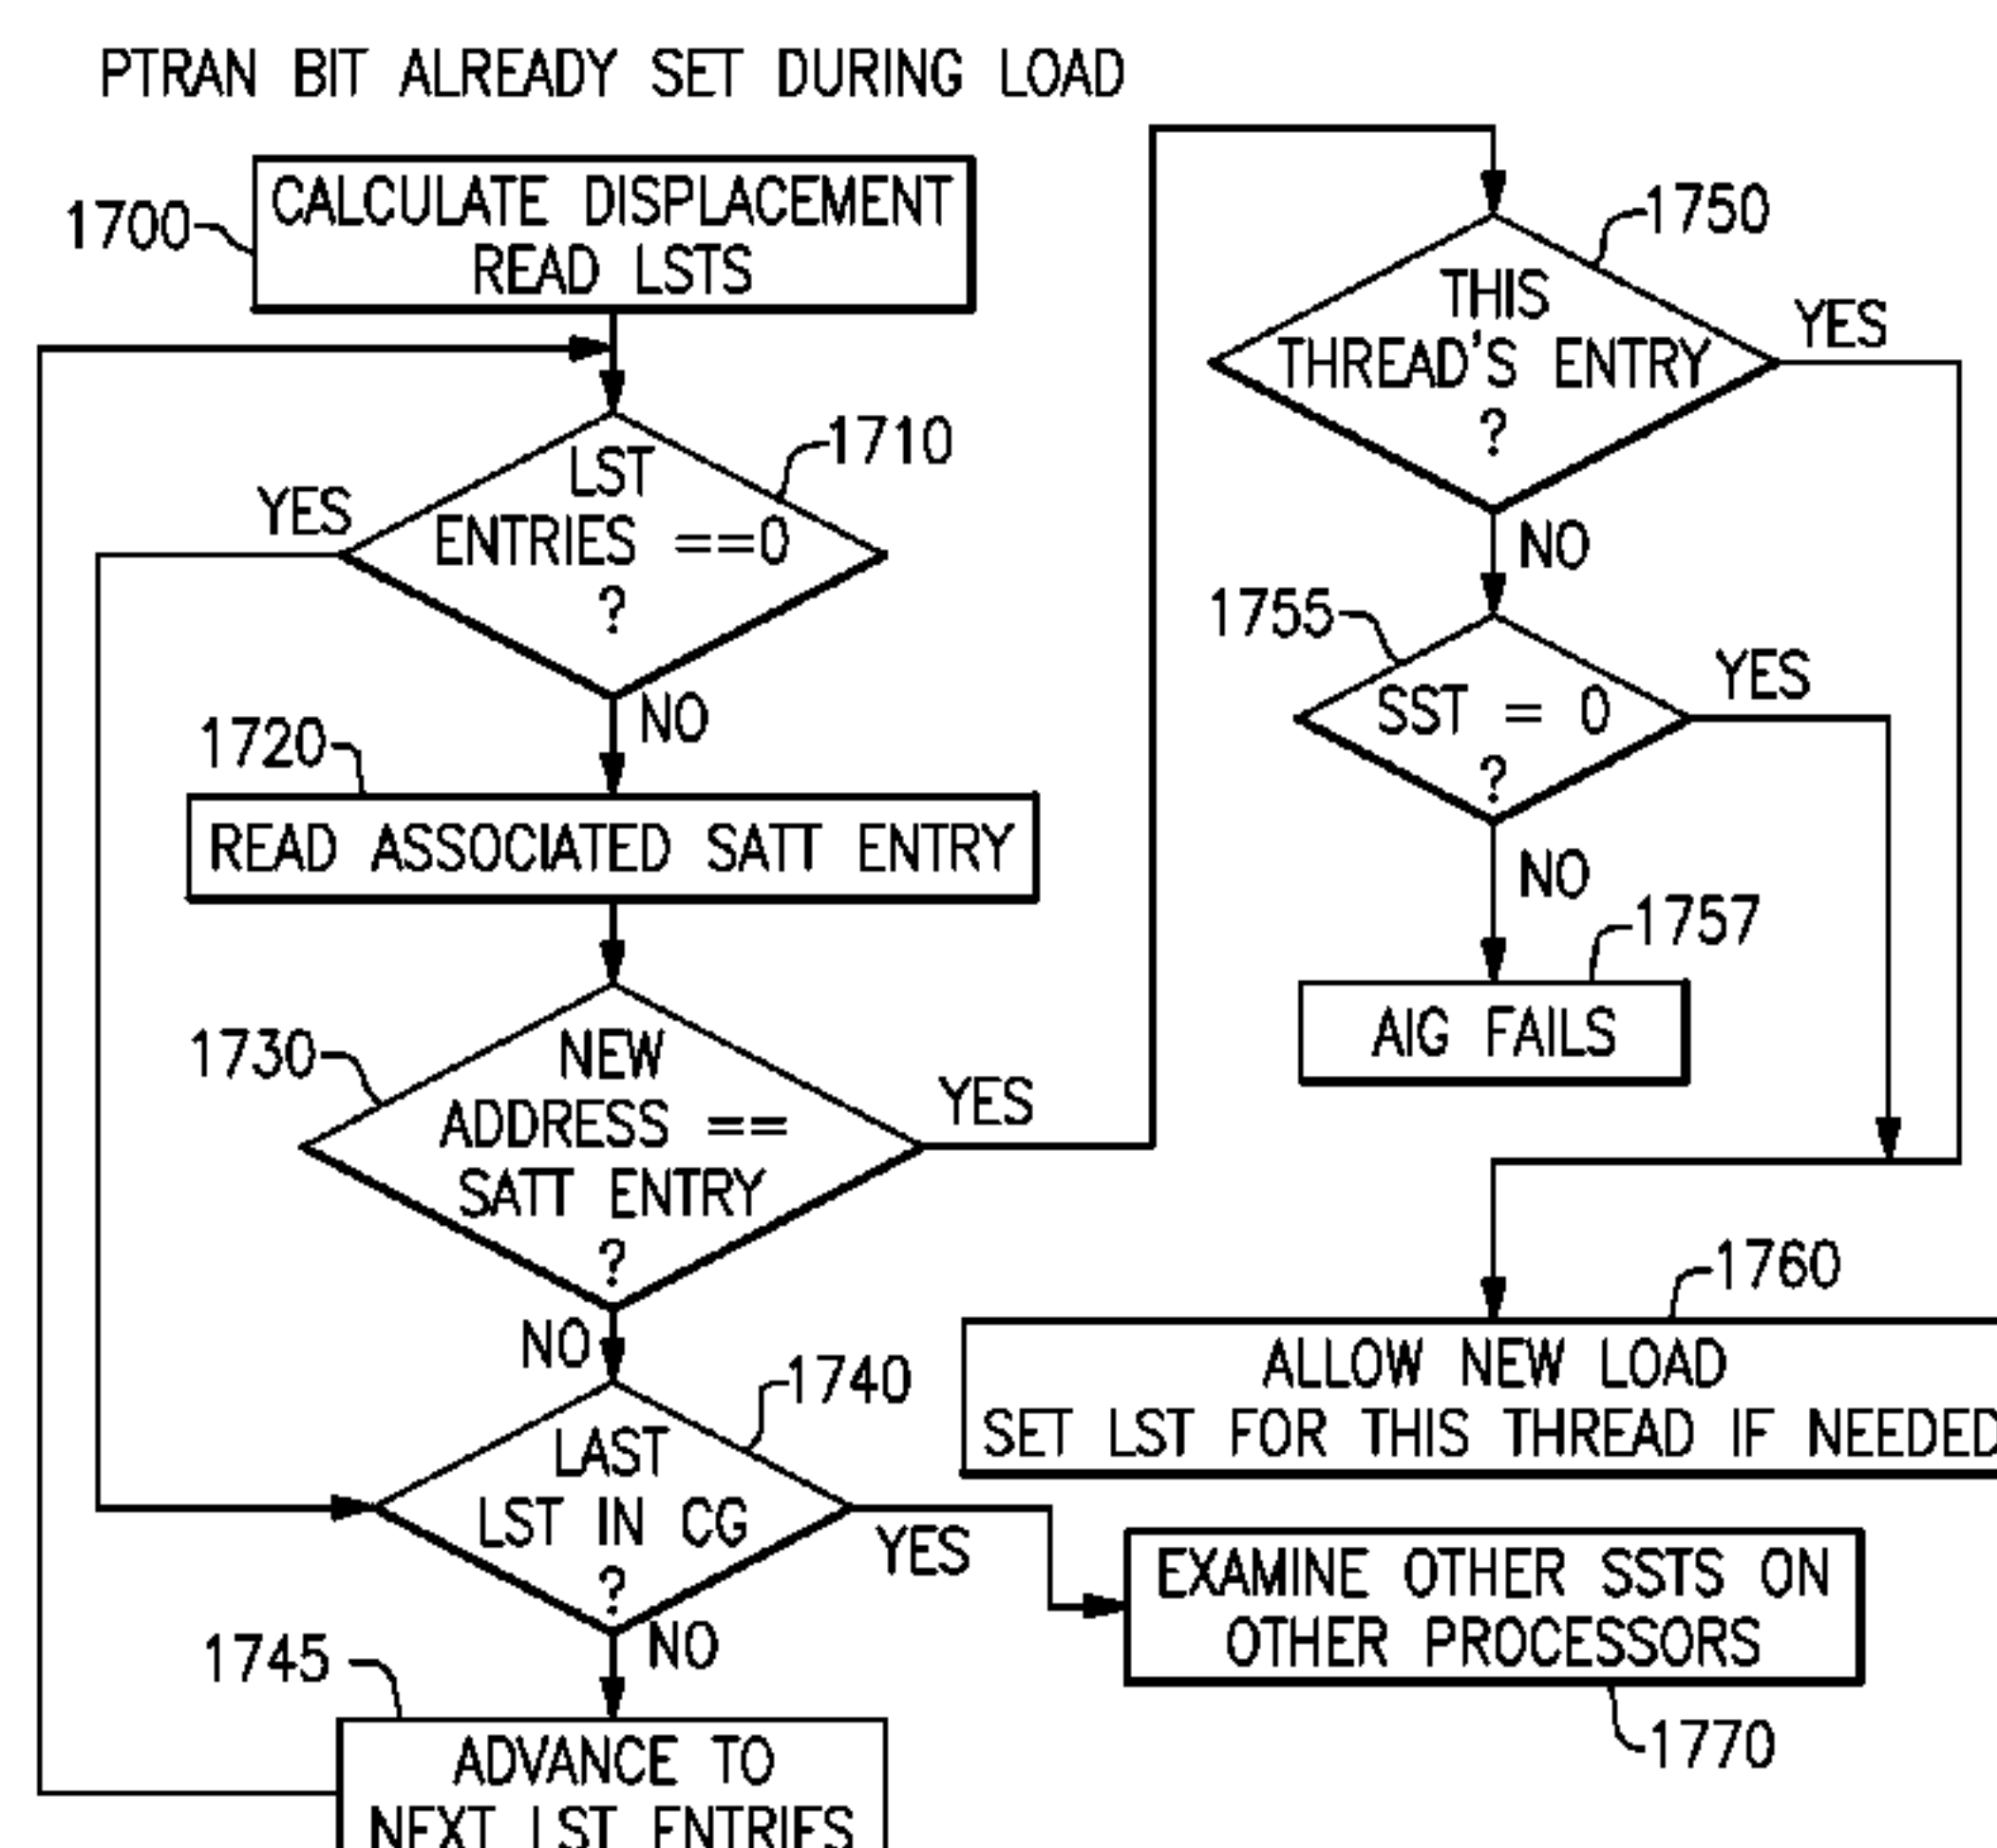 PTRAN BIT ALREADY SET DURING LOAD
1700
CALCULATE DISPLACEMENT
READ LSTS
1710
LST
ENTRIES ==0
?
YES
NO
1720
READ ASSOCIATED SATT ENTRY
1730
NEW
ADDRESS ==
SATT ENTRY
?
YES
NO
1740
LAST
LST IN CG
?
YES
NO
1745
ADVANCE TO
NEXT LST ENTRIES
1750
THIS
THREAD'S ENTRY
?
YES
NO
1755
SST = 0
?
YES
NO
1757
AIG FAILS
1760
ALLOW NEW LOAD
SET LST FOR THIS THREAD IF NEEDED
EXAMINE OTHER SSTS ON
OTHER PROCESSORS
1770